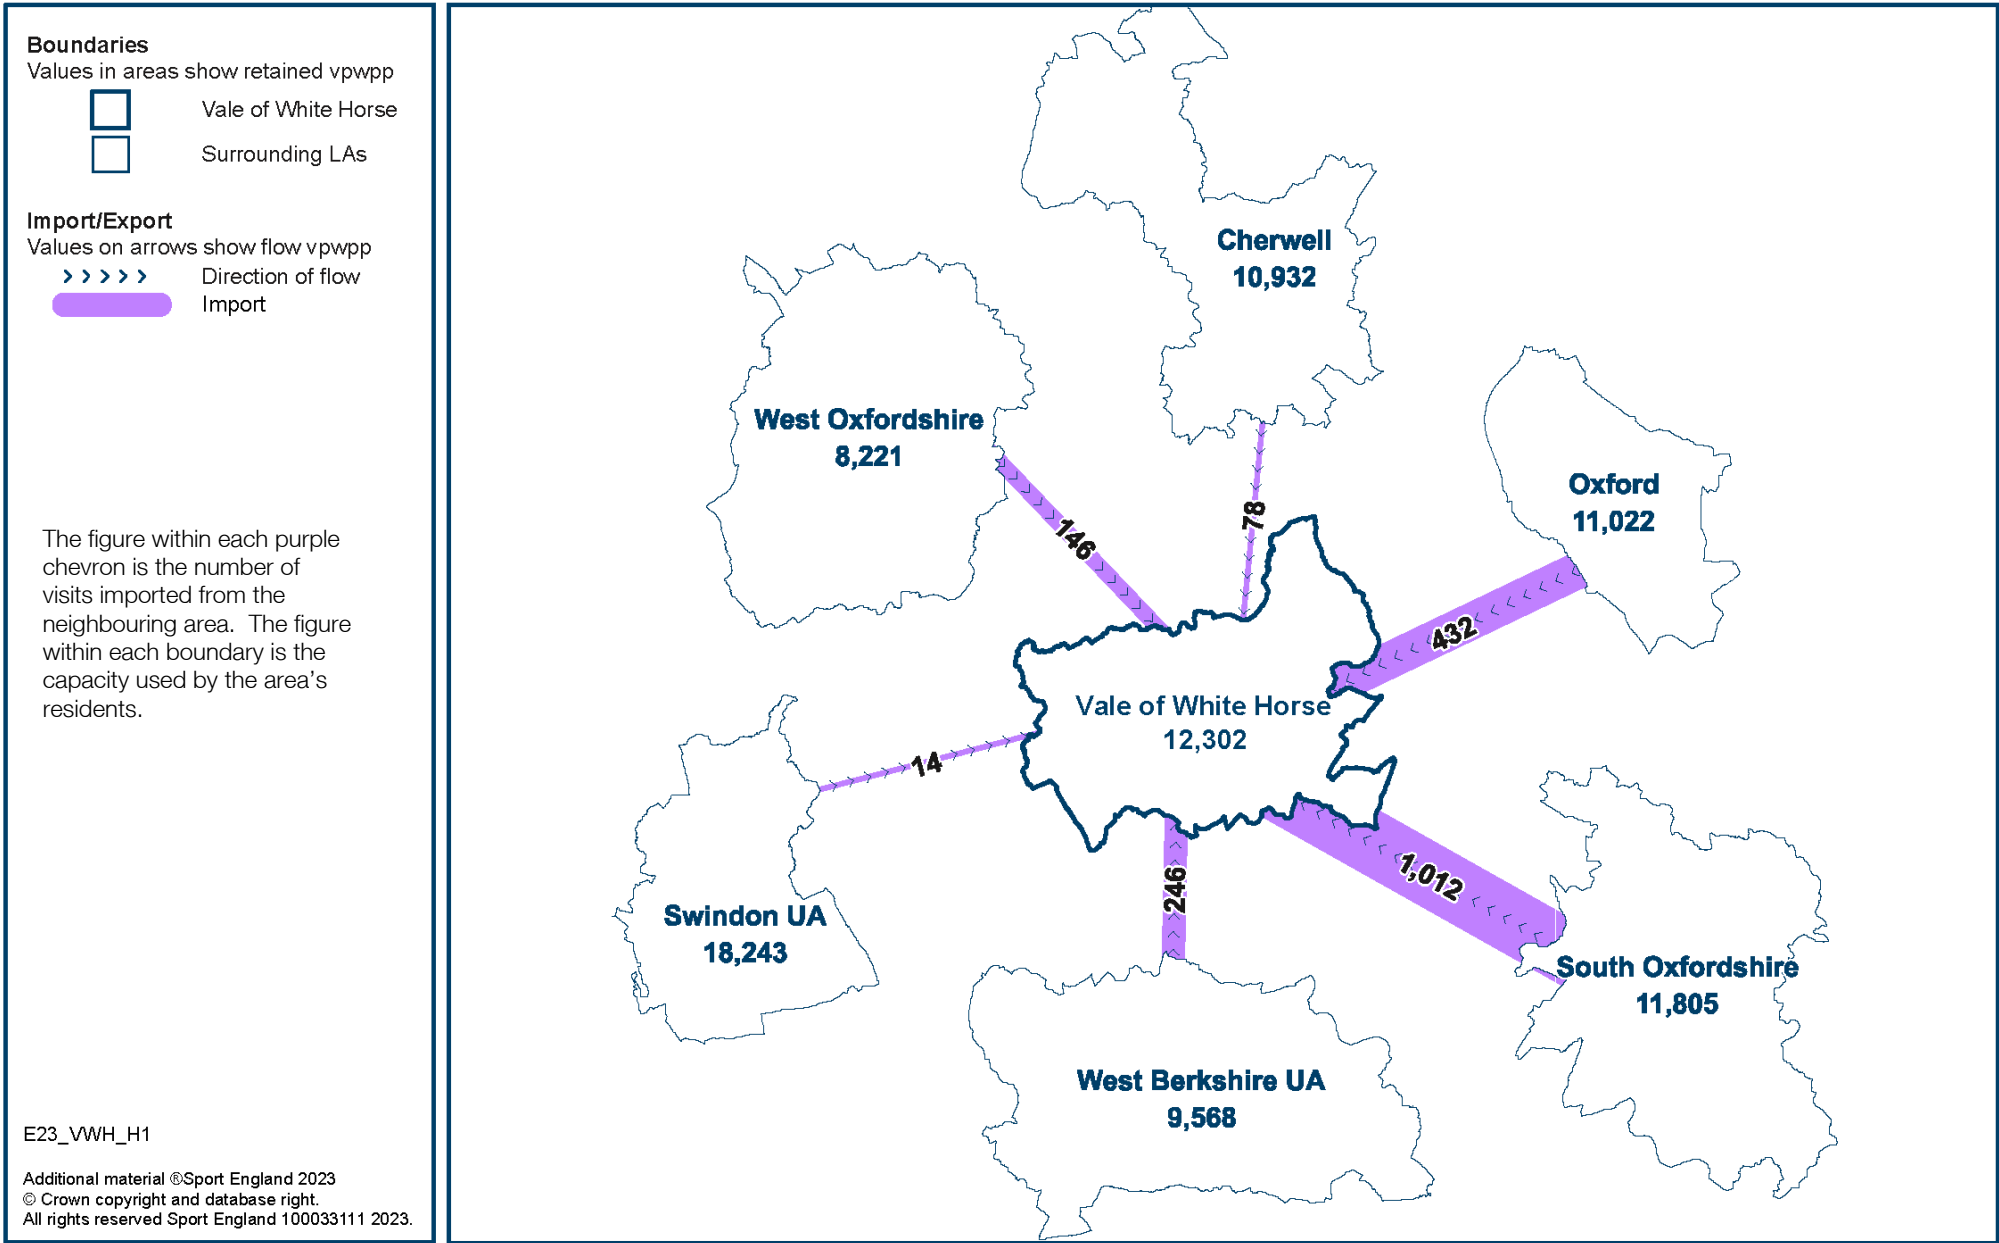 Boundaries
Values in areas show retained vpwpp
Vale of White Horse
Surrounding LAs
Import/Export
Values on arrows show flow vpwpp
Direction of flow
Import
The figure within each purple
chevron is the number of
visits imported from the
neighbouring area.  The figure
within each boundary is the
capacity used by the area's
residents.
E23_VWH_H1
Additional material ®Sport England 2023
© Crown copyright and database right.
All rights reserved Sport England 100033111 2023.
Cherwell
10,932
West Oxfordshire
8,221
Oxford
11,022
146
78
432
Vale of White Horse
12,302
14
1,012
246
Swindon UA
18,243
South Oxfordshire
11,805
West Berkshire UA
9,568